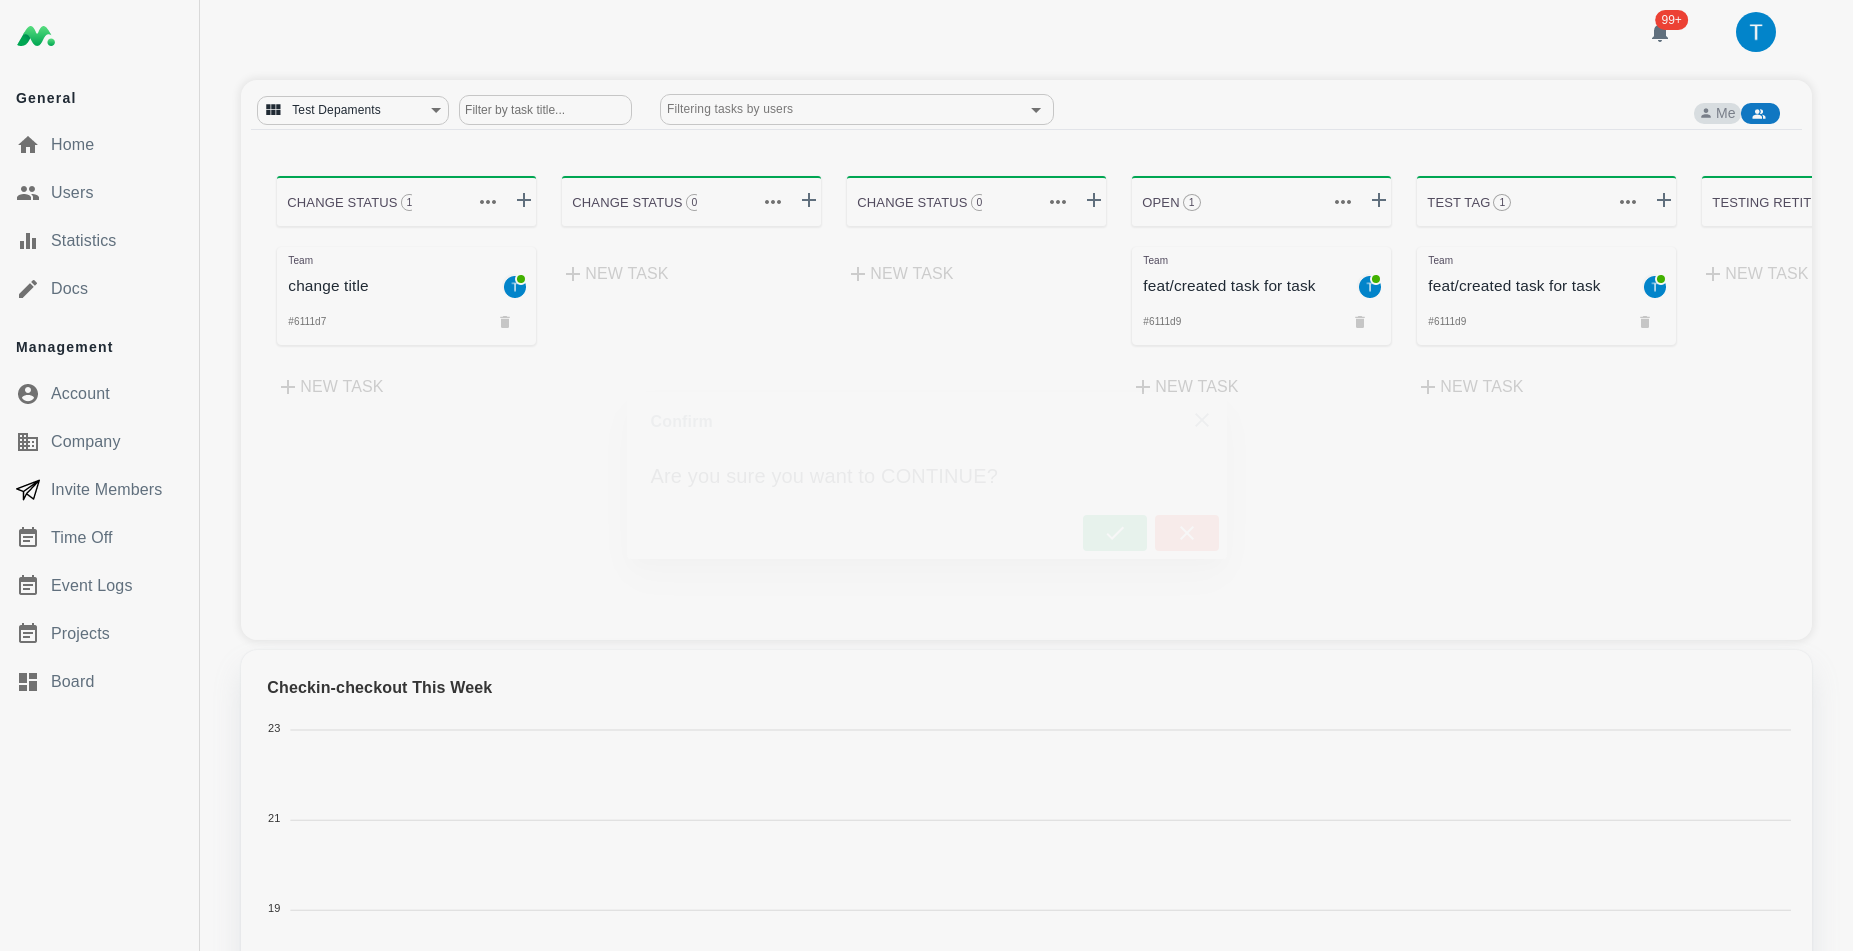 General
Home
Users
Statistics
Docs
Management
Account
Company
Invite Members
Time Off
Event Logs
Projects
Board
99+
T
Test Depaments
Filter by task title...
Filtering tasks by users
Me
CHANGE STATUS 1
CHANGE STATUS 0
CHANGE STATUS 0
OPEN 1
TEST TAG 1
TESTING RETIT
Team
change title
T
#6111d7
NEW TASK
NEW TASK
NEW TASK
Team
feat/created task for task
T
#6111d9
NEW TASK
Team
feat/created task for task
T
#6111d9
NEW TASK
NEW TASK
Confirm
Are you sure you want to CONTINUE?
Checkin-checkout This Week
23
21
19